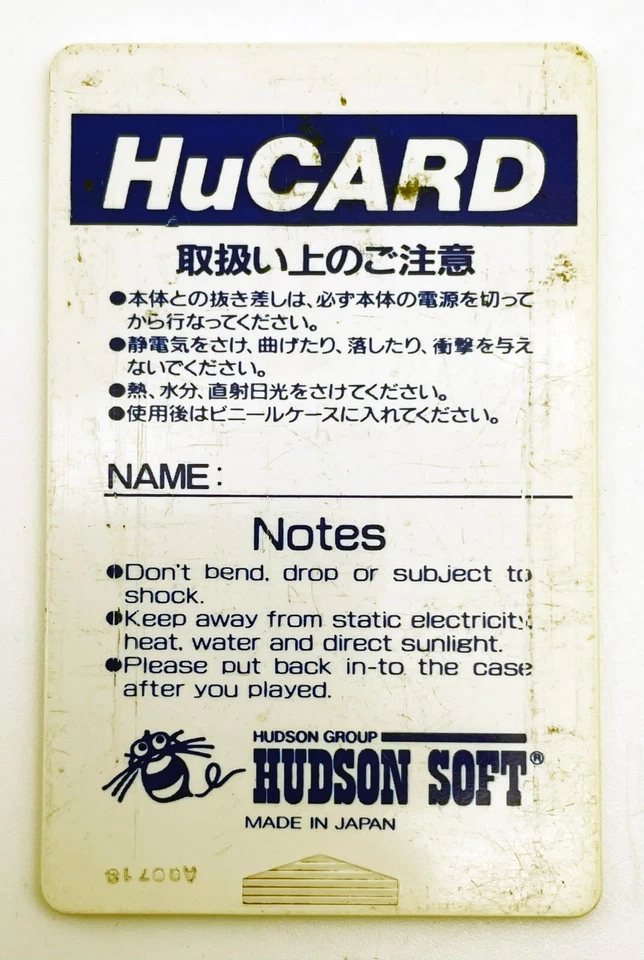 HuCARD
取扱い上のご注意
●本体との抜き差しは、必ず本体の電源を切って
から行なってください。
●静電気をさけ、曲げたり、落したり、衝撃を与え
ないでください。
●熱、水分、直射日光をさけてください。
●使用後はビニールケースに入れてください。
NAME:
Notes
●Don't bend, drop or subject to
shock.
●Keep away from static electricity,
heat, water and direct sunlight.
●Please put back in-to the case
after you played.
HUDSON GROUP
HUDSON SOFT®
MADE IN JAPAN